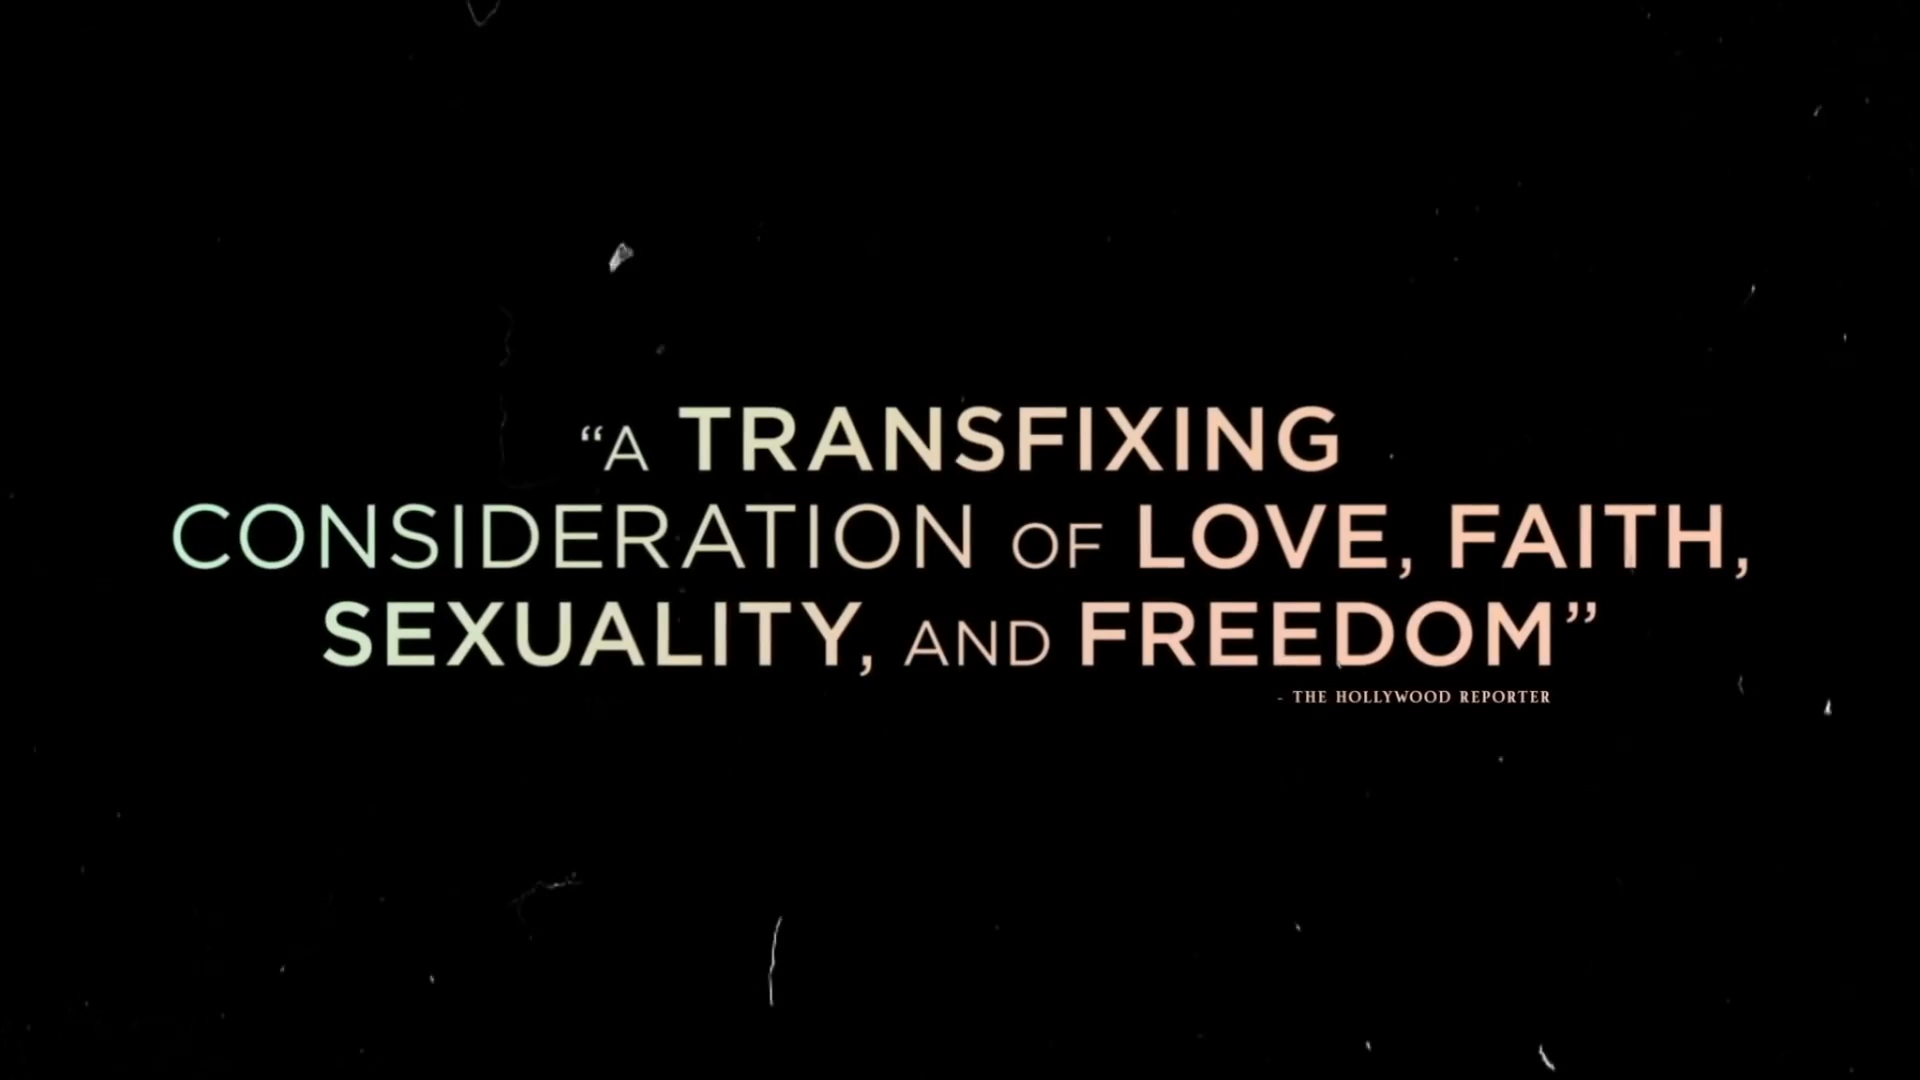 “A TRANSFIXING
CONSIDERATION OF LOVE, FAITH,
SEXUALITY, AND FREEDOM”
- THE HOLLYWOOD REPORTER